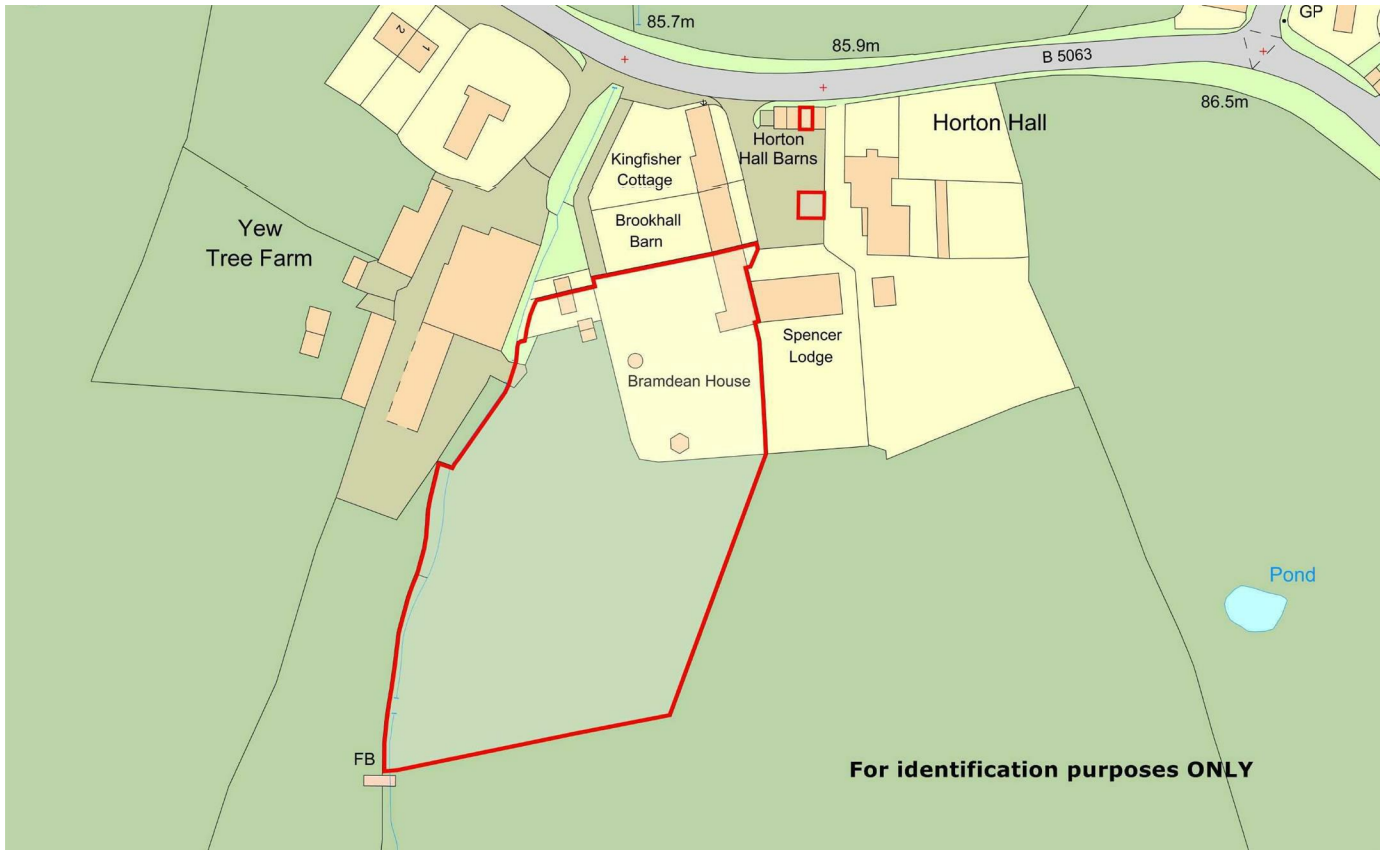 85.7m
85.9m
B 5063
GP
86.5m
2
1
Horton Hall
Horton
Hall Barns
Kingfisher
Cottage
Brookhall
Barn
Yew
Tree Farm
Spencer
Lodge
Bramdean House
Pond
FB
For identification purposes ONLY